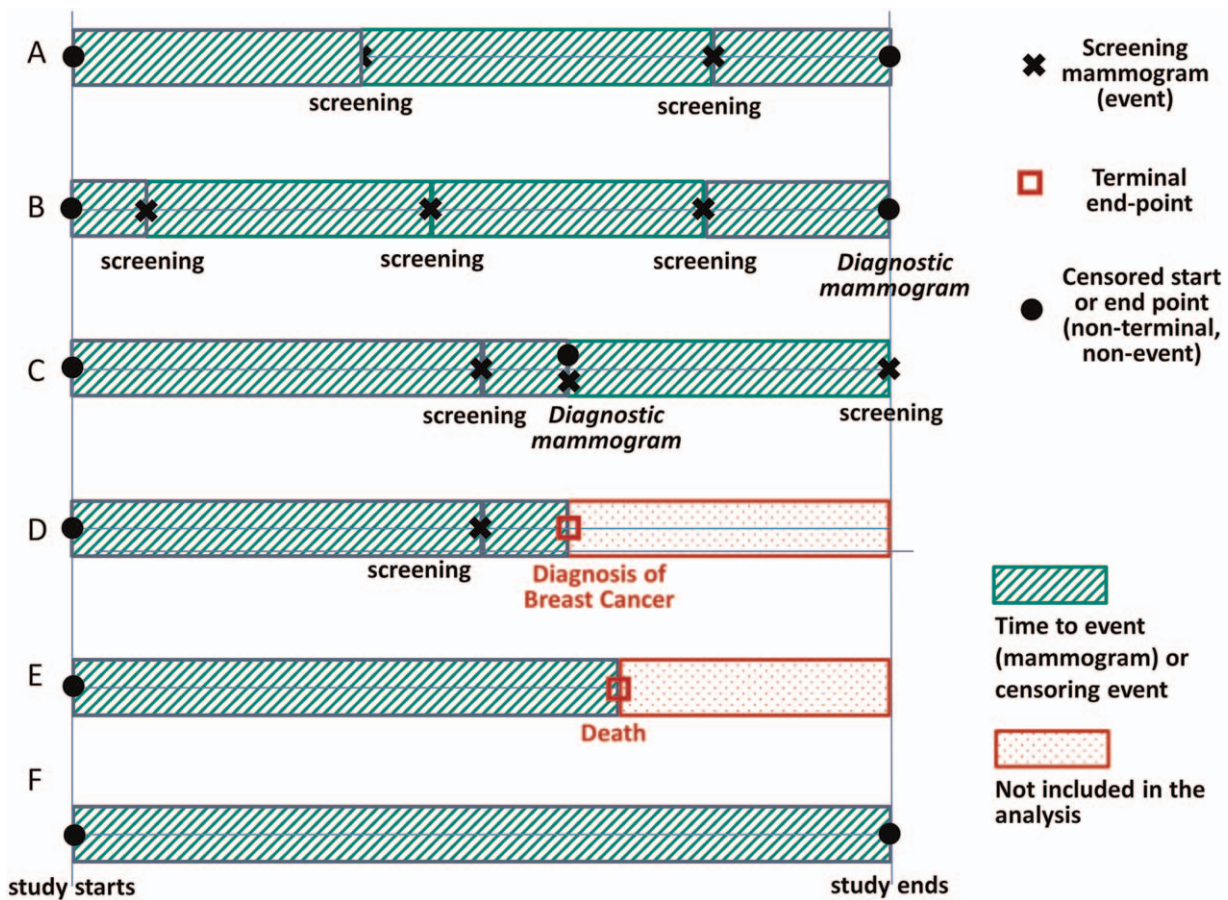 A
screening
screening
B
screening
screening
screening
Diagnostic
mammogram
C
screening
Diagnostic
mammogram
screening
D
screening
Diagnosis of
Breast Cancer
E
Death
F
study starts
study ends
Screening
mammogram
(event)
Terminal
end-point
Censored start
or end point
(non-terminal,
non-event)
Time to event
(mammogram) or
censoring event
Not included in the
analysis